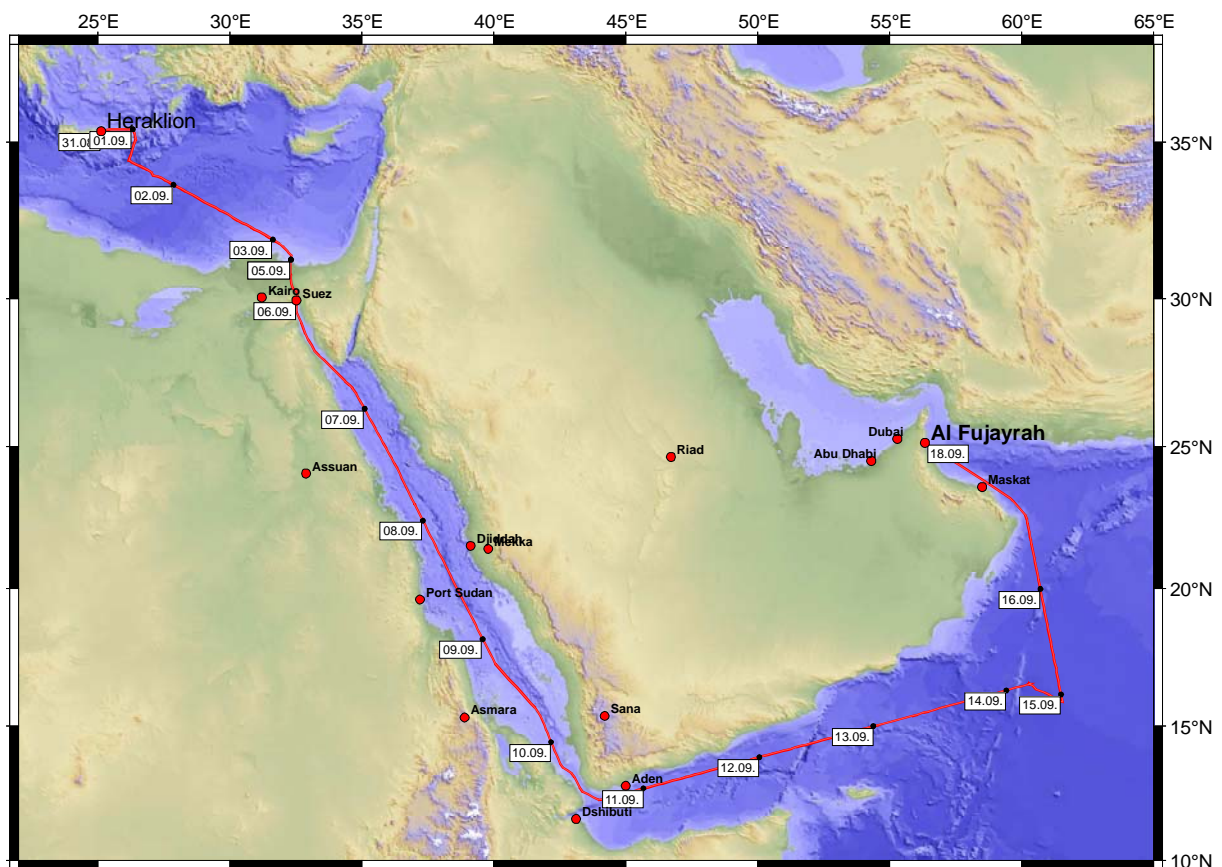 25°E 30°E 35°E 40°E 45°E 50°E 55°E 60°E 65°E
Heraklion
31.08
01.09.
35°N
02.09.
03.09.
05.09.
Kairo
Suez
30°N
06.09.
07.09.
Dubai
Al Fujayrah
25°N
Riad
Abu Dhabi
18.09.
Assuan
Maskat
08.09.
Djiddah
Mekka
Port Sudan
20°N
16.09.
09.09.
14.09.
15.09.
Asmara
Sana
15°N
13.09.
10.09.
12.09.
Aden
11.09.
Dshibuti
10°N